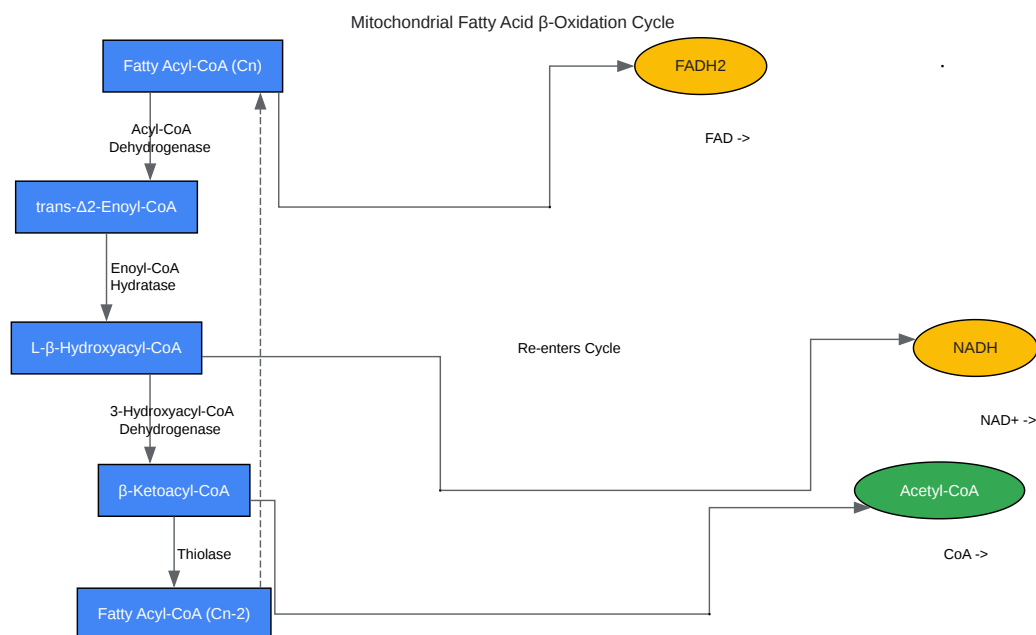 Mitochondrial Fatty Acid β-Oxidation Cycle
Fatty Acyl-CoA (Cn)
FADH2
Acyl-CoA
Dehydrogenase
FAD ->
trans-Δ2-Enoyl-CoA
Enoyl-CoA
Hydratase
L-β-Hydroxyacyl-CoA
Re-enters Cycle
NADH
3-Hydroxyacyl-CoA
Dehydrogenase
NAD+ ->
β-Ketoacyl-CoA
Acetyl-CoA
Thiolase
CoA ->
Fatty Acyl-CoA (Cn-2)